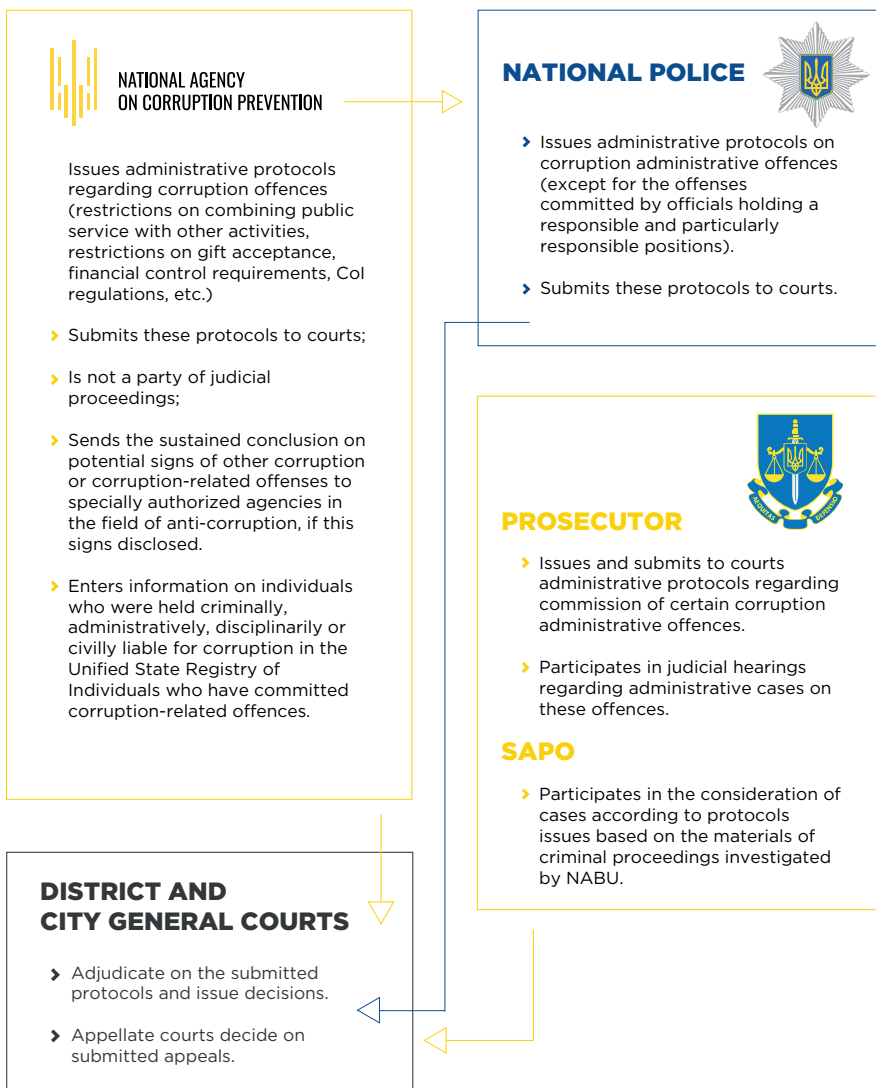 NATIONAL AGENCY
ON CORRUPTION PREVENTION
Issues administrative protocols
regarding corruption offences
(restrictions on combining public
service with other activities,
restrictions on gift acceptance,
financial control requirements, CoI
regulations, etc.)
Submits these protocols to courts;
Is not a party of judicial
proceedings;
Sends the sustained conclusion on
potential signs of other corruption
or corruption-related offenses to
specially authorized agencies in
the field of anti-corruption, if this
signs disclosed.
Enters information on individuals
who were held criminally,
administratively, disciplinarily or
civilly liable for corruption in the
Unified State Registry of
Individuals who have committed
corruption-related offences.
NATIONAL POLICE
Issues administrative protocols on
corruption administrative offences
(except for the offenses
committed by officials holding a
responsible and particularly
responsible positions).
Submits these protocols to courts.
AEQUITAS
DEFENSIO
PROSECUTOR
Issues and submits to courts
administrative protocols regarding
commission of certain corruption
administrative offences.
Participates in judicial hearings
regarding administrative cases on
these offences.
SAPO
Participates in the consideration of
cases according to protocols
issues based on the materials of
criminal proceedings investigated
by NABU.
DISTRICT AND
CITY GENERAL COURTS
Adjudicate on the submitted
protocols and issue decisions.
Appellate courts decide on
submitted appeals.